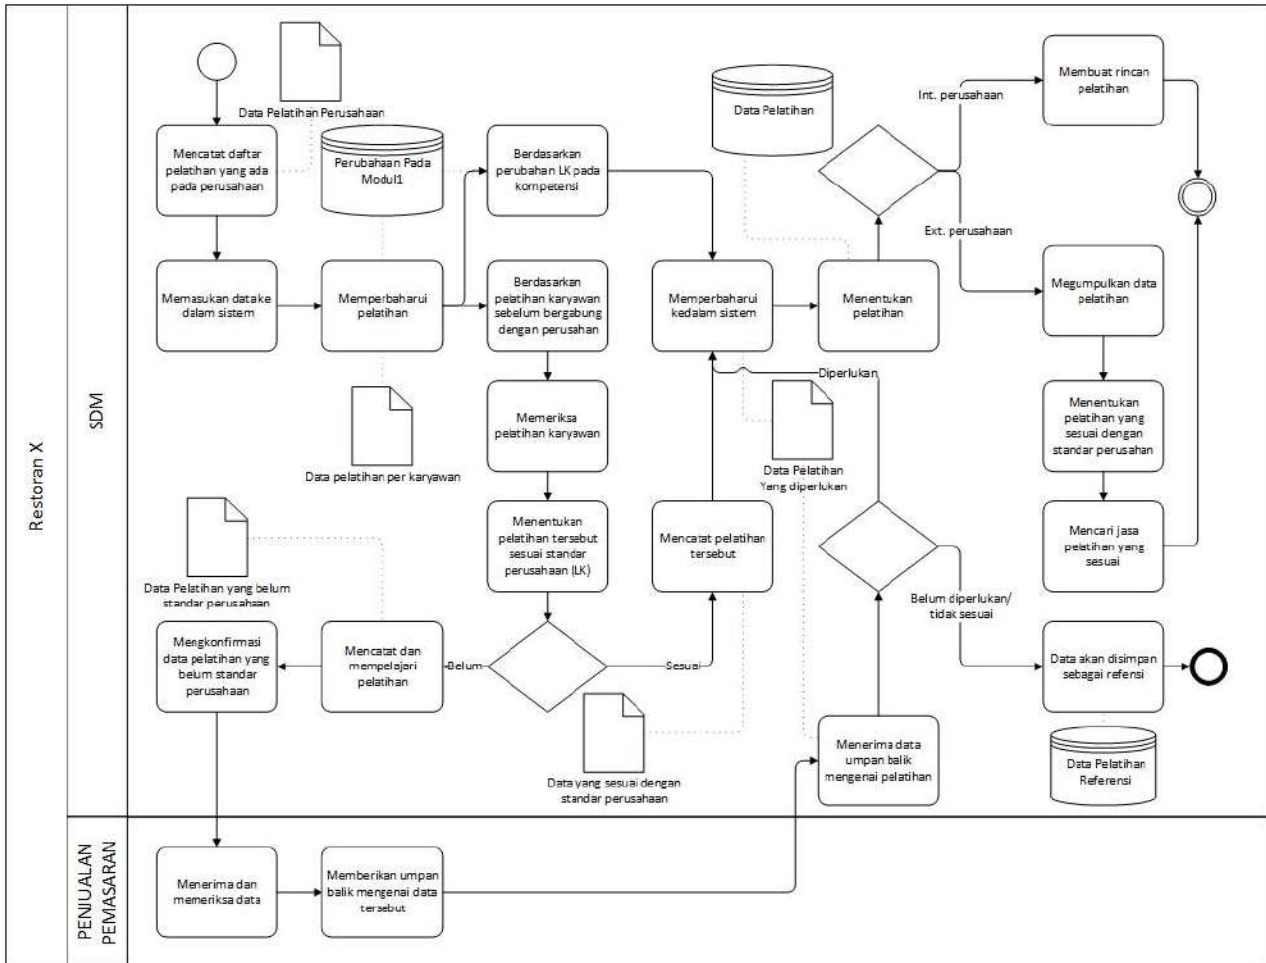 Restoran X
SDM
PENJUALAN
PEMASARAN
Data Pelatihan Perusahaan
Mencatat daftar
pelatihan yang ada
pada perusahaan
Perubahaan Pada
Modul1
Berdasarkan
perubahan LK pada
kompetensi
Data Pelatihan
Int. perusahaan
Membuat rincan
pelatihan
Ext. perusahaan
Memasukan datake
dalam sistem
Memperbaharui
pelatihan
Berdasarkan
pelatihan karyawan
sebelum bergabung
dengan perusahan
Memperbaharui
kedalam sistem
Menentukan
pelatihan
Megumpulkan data
pelatihan
Diperlukan
Memeriksa
pelatihan karyawan
Data pelatihan per karyawan
Data Pelatihan
Yang diperlukan
Menentukan
pelatihan yang
sesuai dengan
standar perusahan
Data Pelatihan yang belum
standar perusahaan
Menentukan
pelatihan tersebut
sesuai standar
perusahaan (LK)
Mencatat pelatihan
tersebut
Mencari jasa
pelatihan yang
sesuai
Belum diperlukan/
tidak sesuai
Mengkonfirmasi
data pelatihan yang
belum standar
perusahaan
Mencatat dan
mempelajari
pelatihan
Belum
Sesuai
Data akan disimpan
sebagai refensi
Data yang sesuai dengan
standar perusahaan
Menerima data
umpan balik
mengenai pelatihan
Data Pelatihan
Referensi
Menerima dan
memeriksa data
Memberikan umpan
balik mengenai data
tersebut